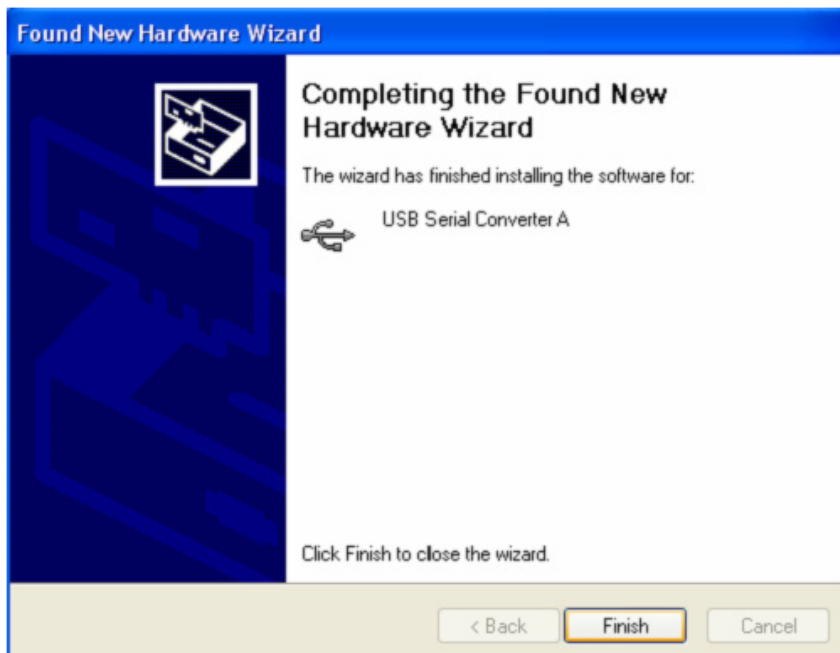 Found New Hardware Wizard
Completing the Found New
Hardware Wizard
The wizard has finished installing the software for:
USB Serial Converter A
Click Finish to close the wizard.
< Back
Finish
Cancel